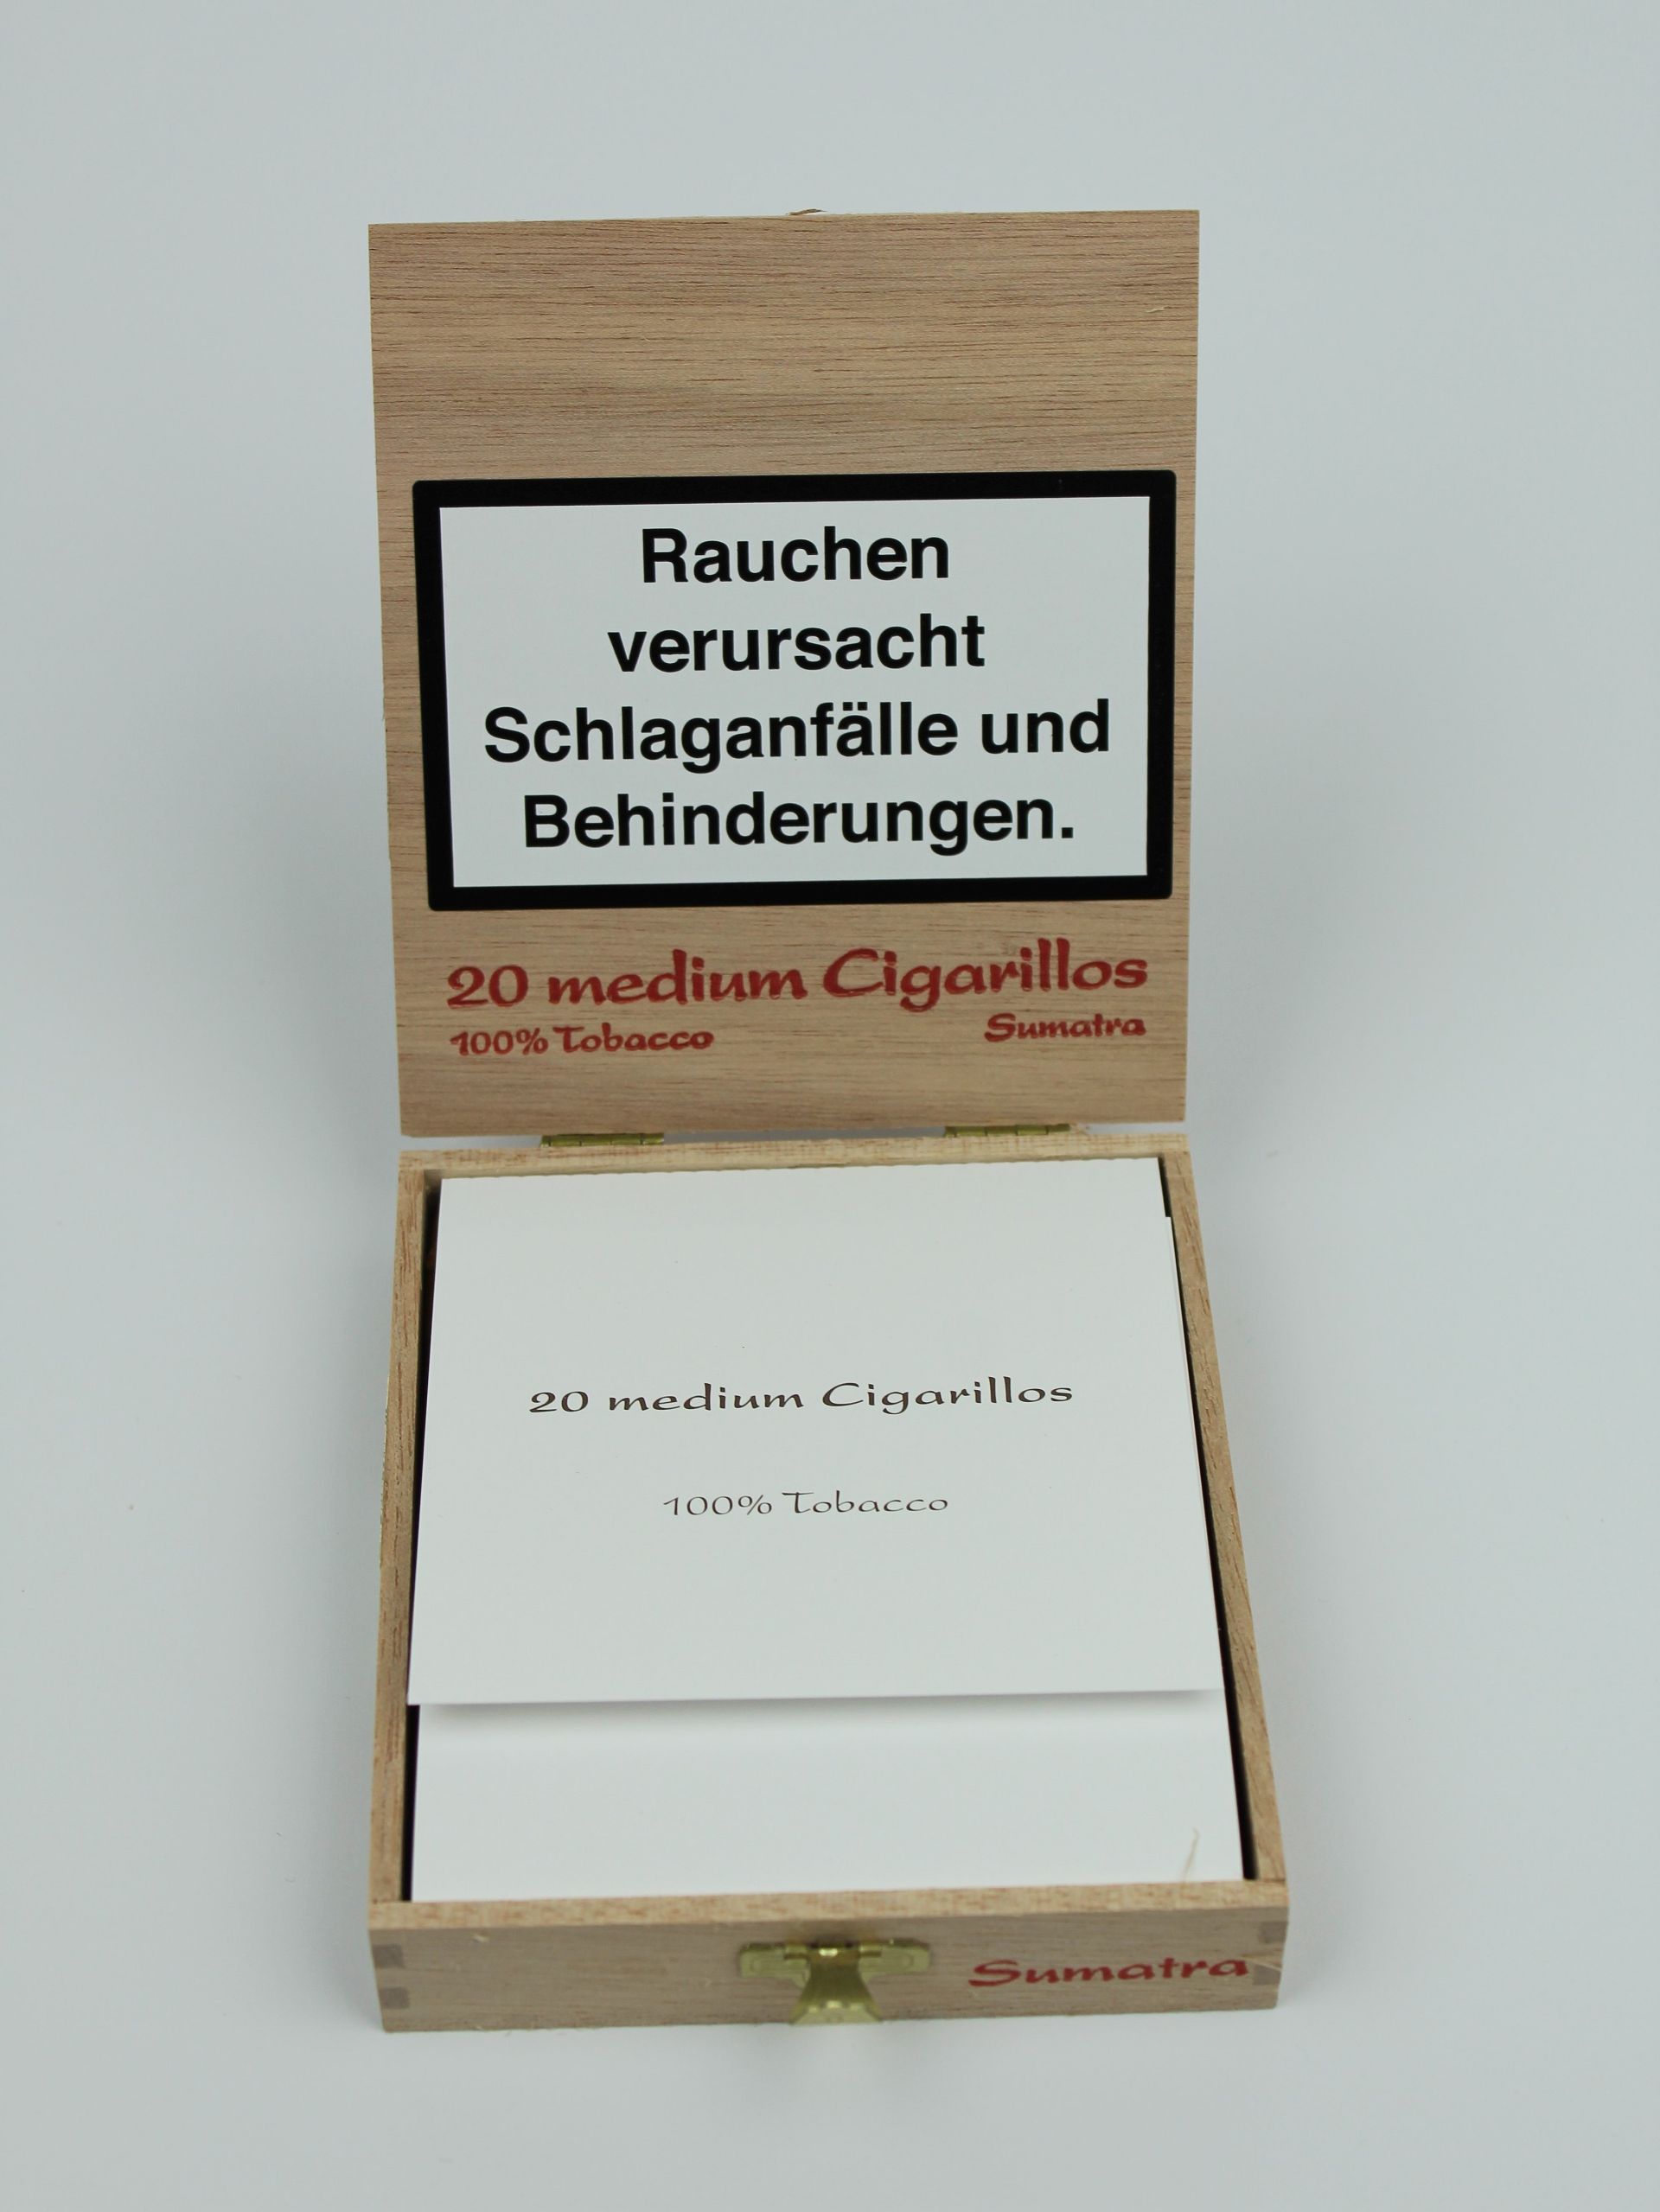 Rauchen
verursacht
Schlaganfälle und
Behinderungen.
20 medium Cigarillos
100% Tobacco Sumatra
20 medium Cigarillos
100% Tobacco
Sumatra